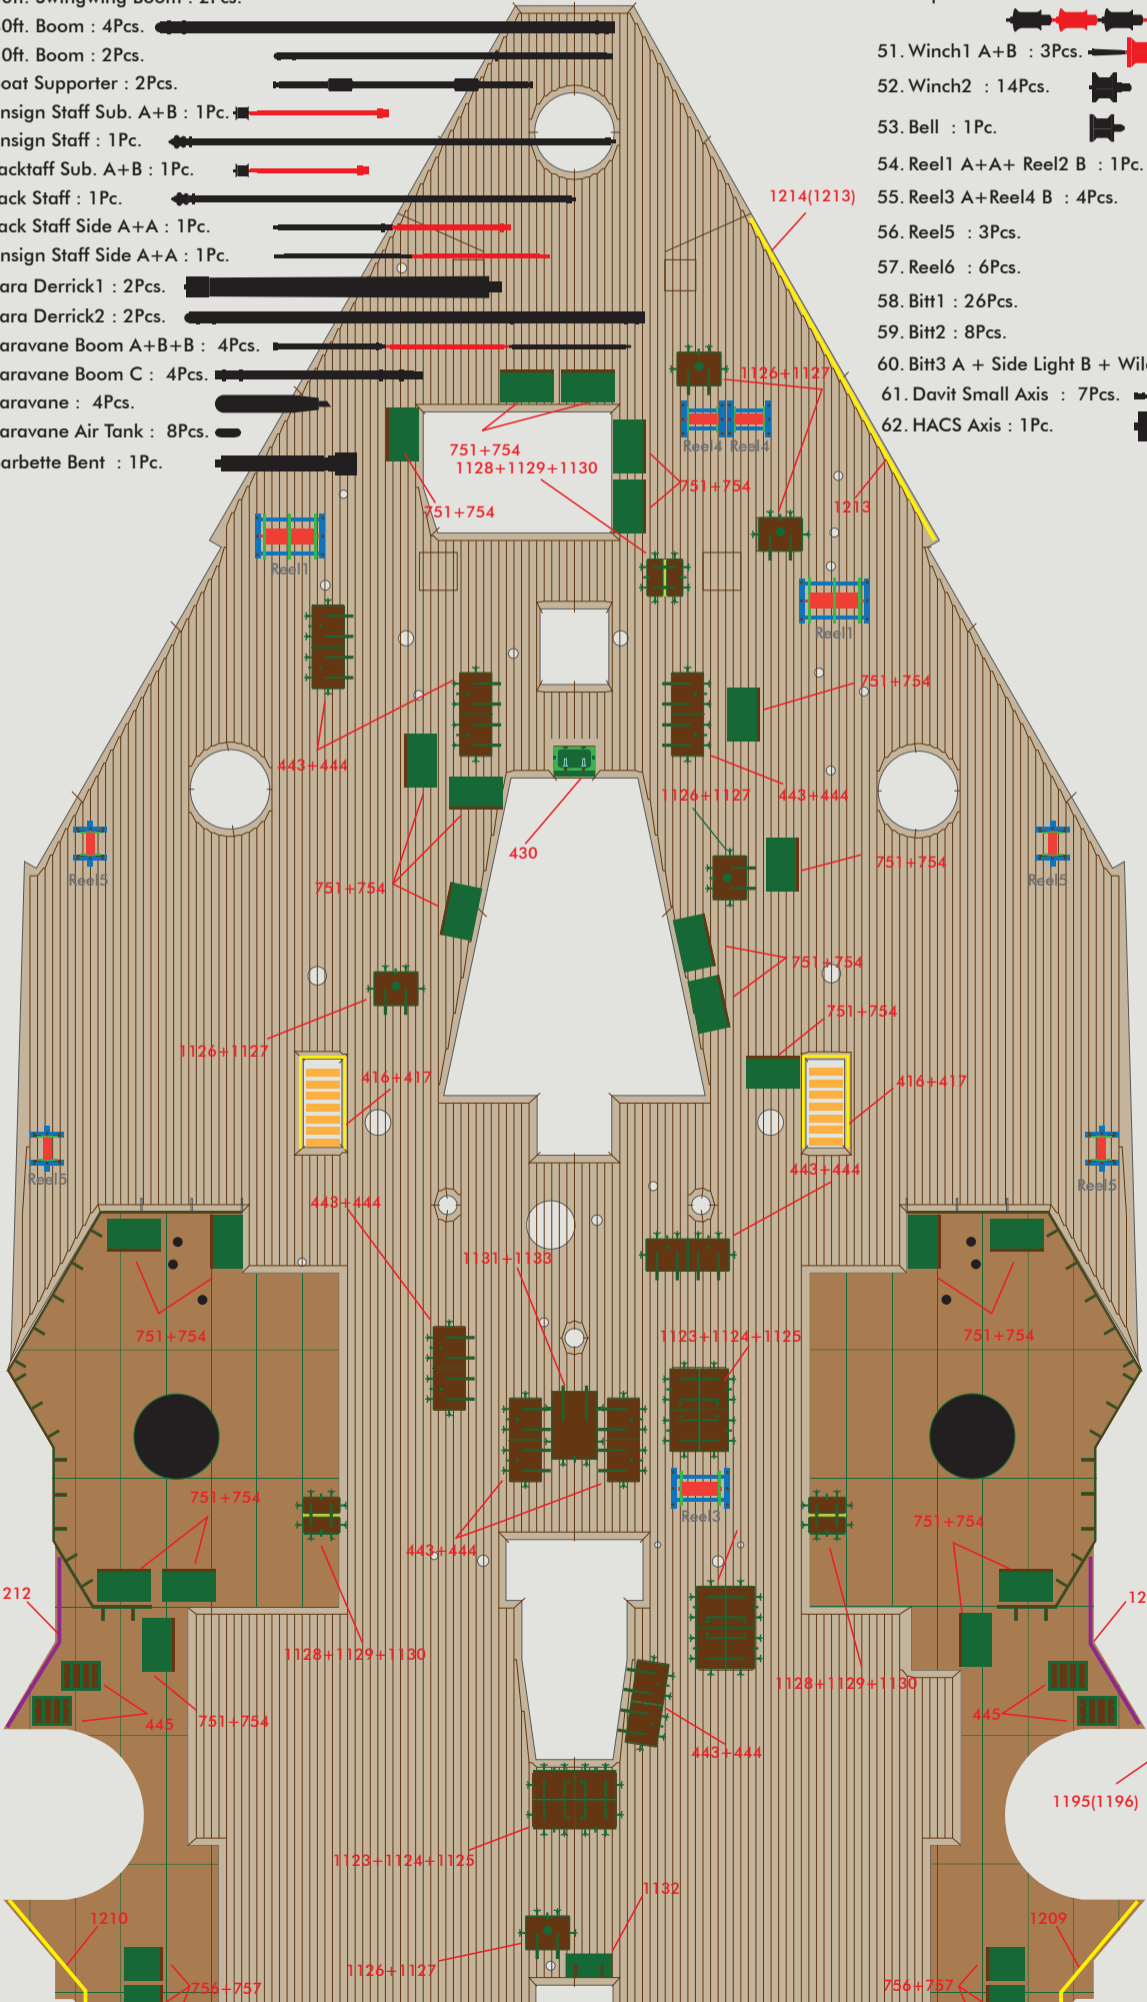 0ft. Swingwing Boom : 2Pcs.
0ft. Boom : 4Pcs.
0ft. Boom : 2Pcs.
oat Supporter : 2Pcs.
nsign Staff Sub. A+B : 1Pc.
nsign Staff : 1Pc.
acktaff Sub. A+B : 1Pc.
ack Staff : 1Pc.
ack Staff Side A+A : 1Pc.
nsign Staff Side A+A : 1Pc.
ara Derrick1 : 2Pcs.
ara Derrick2 : 2Pcs.
aravane Boom A+B+B : 4Pcs.
aravane Boom C : 4Pcs.
aravane : 4Pcs.
aravane Air Tank : 8Pcs.
arbette Bent : 1Pc.
51. Winch1 A+B : 3Pcs.
52. Winch2 : 14Pcs.
53. Bell : 1Pc.
54. Reel1 A+A+ Reel2 B : 1Pc.
55. Reel3 A+Reel4 B : 4Pcs.
56. Reel5 : 3Pcs.
57. Reel6 : 6Pcs.
58. Bitt1 : 26Pcs.
59. Bitt2 : 8Pcs.
60. Bitt3 A + Side Light B + Wil
61. Davit Small Axis : 7Pcs.
62. HACS Axis : 1Pc.
1214(1213)
1126+1127
Reel4 Reel4
751+754
1128+1129+1130
751+754
751+754
1213
Reel1
Reel1
751+754
443+444
1126+1127
443+444
430
751+754
Reel5
751+754
Reel5
751+754
751+754
1126+1127
416+417
416+417
443+444
Reel5
Reel5
443+444
1131+1133
751+754
1123+1124+1125
751+754
751+754
Reel3
751+754
443+444
212
12
1128+1129+1130
1128+1129+1130
445
751+754
445
443+444
1195(1196)
1123+1124+1125
1132
1210
1209
1126+1127
756+757
756+757